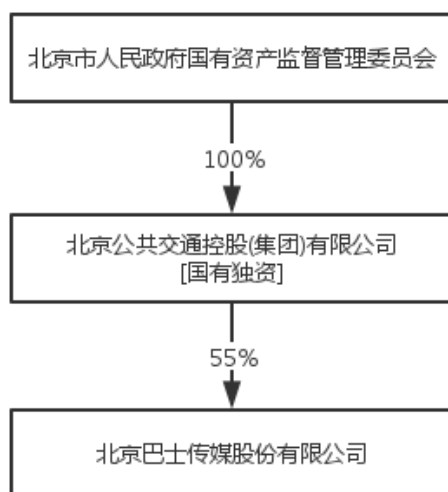 北京市人民政府国有资产监督管理委员会
100%
北京公共交通控股(集团)有限公司
[国有独资]
55%
北京巴士传媒股份有限公司